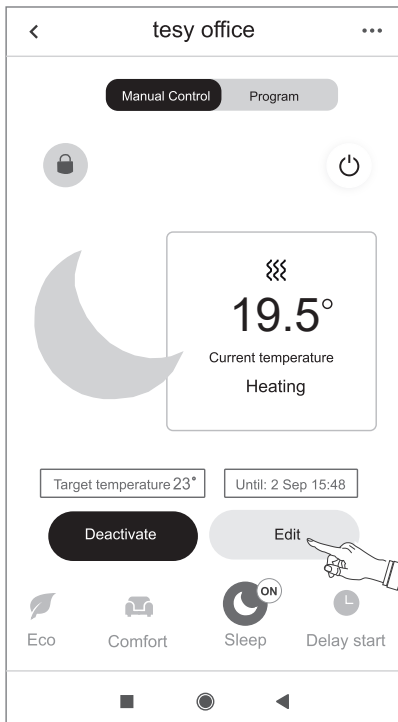 tesy office
Manual Control Program
19.5°
Current temperature
Heating
Target temperature 23° Until: 2 Sep 15:48
Deactivate Edit
ON
Eco Comfort Sleep Delay start